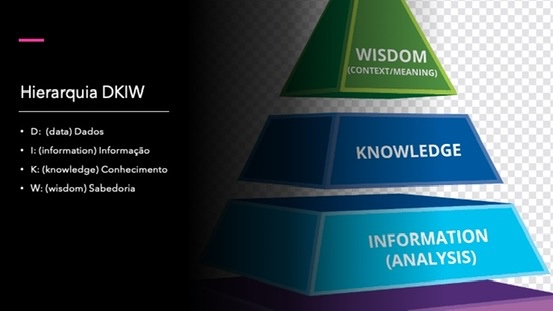 Hierarquia DKIW
• D: (data) Dados
• I: (information) Informação
• K: (knowledge) Conhecimento
• W: (wisdom) Sabedoria
WISDOM
(CONTEXT/MEANING)
KNOWLEDGE
INFORMATION
(ANALYSIS)